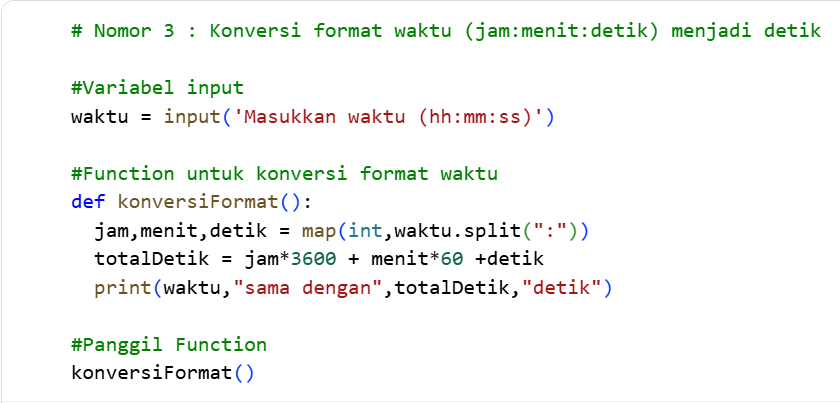 # Nomor 3 : Konversi format waktu (jam:menit:detik) menjadi detik
#Variabel input
waktu = input('Masukkan waktu (hh:mm:ss)')
#Function untuk konversi format waktu
def konversiFormat():
  jam,menit,detik = map(int,waktu.split(":"))
  totalDetik = jam*3600 + menit*60 +detik
  print(waktu,"sama dengan",totalDetik,"detik")
#Panggil Function
konversiFormat()